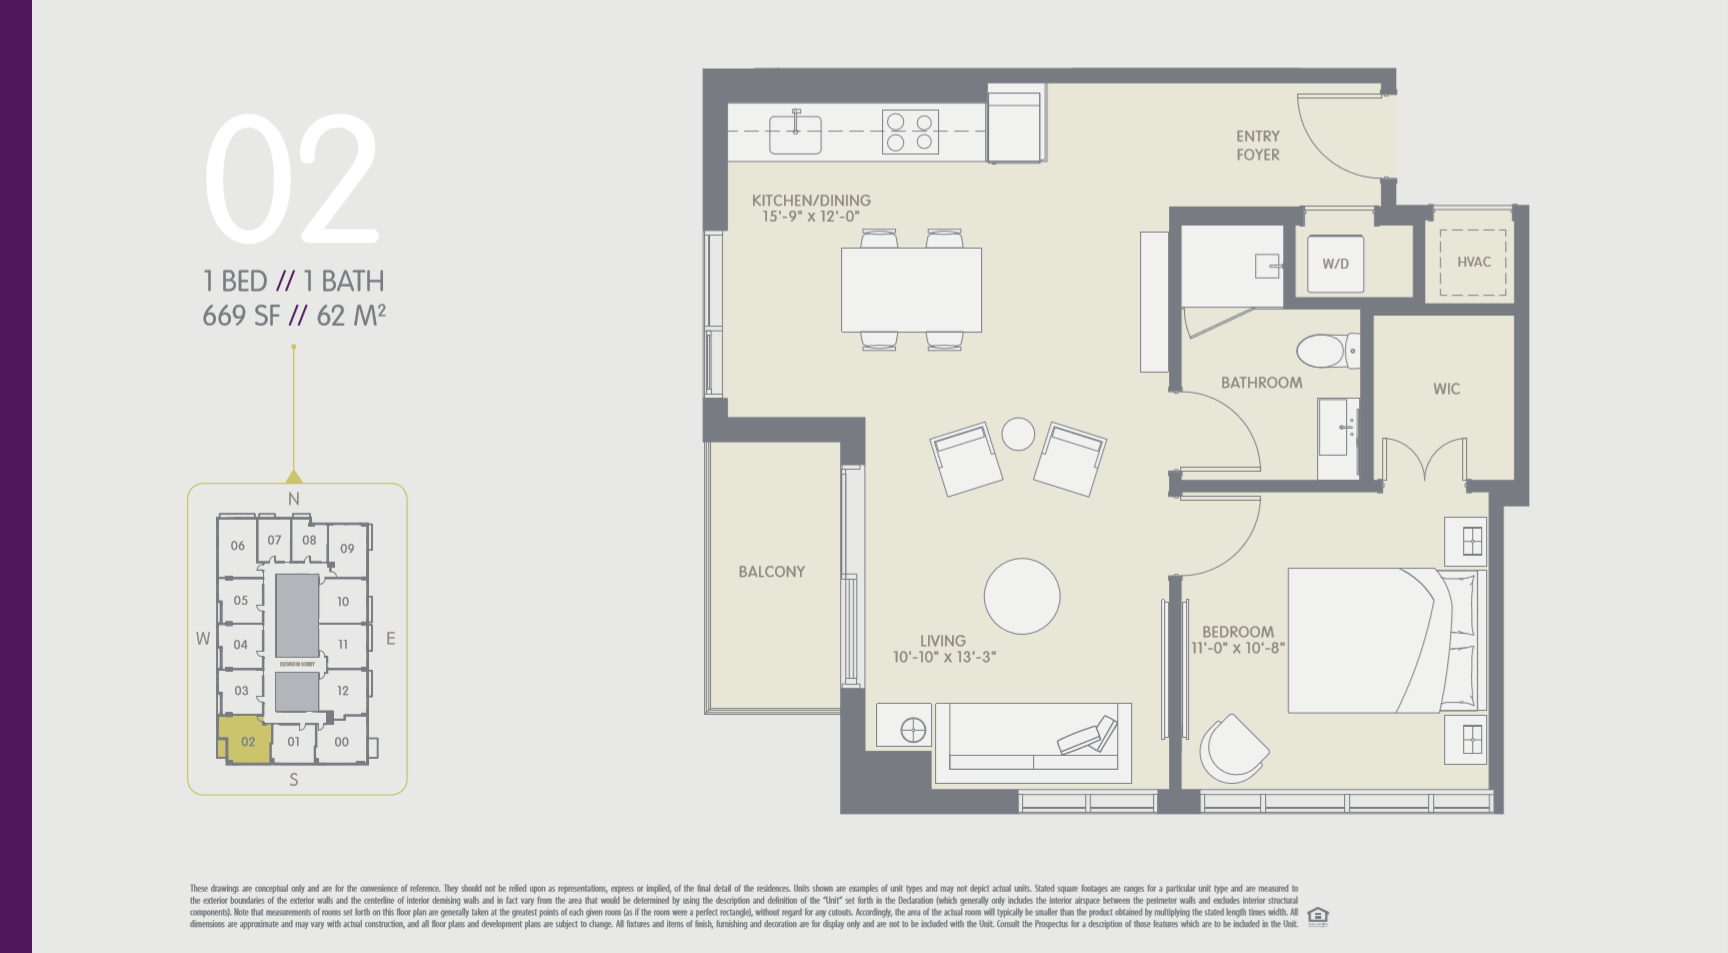 02
1 BED // 1 BATH
669 SF // 62 M²
N
06
07
08
09
05
10
W
04
11
E
ELEVATOR LOBBY
03
12
02
01
00
S
ENTRY
FOYER
KITCHEN/DINING
15'-9" x 12'-0"
W/D
HVAC
BATHROOM
WIC
BALCONY
LIVING
10'-10" x 13'-3"
BEDROOM
11'-0" x 10'-8"
These drawings are conceptual only and are for the convenience of reference. They should not be relied upon as representations, express or implied, of the final detail of the residences. Units shown are examples of unit types and may not depict actual units. Stated square footages are ranges for a particular unit type and are measured to
the exterior boundaries of the exterior walls and the centerline of interior demising walls and in fact vary from the area that would be determined by using the description and definition of the "Unit" set forth in the Declaration (which generally only includes the interior airspace between the perimeter walls and excludes interior structural
components). Note that measurements of rooms set forth on this floor plan are generally taken at the greatest points of each given room (as if the room were a perfect rectangle), without regard for any cutouts. Accordingly, the area of the actual room will typically be smaller than the product obtained by multiplying the stated length times width. All
dimensions are approximate and may vary with actual construction, and all floor plans and development plans are subject to change. All fixtures and items of finish, furnishing and decoration are for display only and are not to be included with the Unit. Consult the Prospectus for a description of those features which are to be included in the Unit.